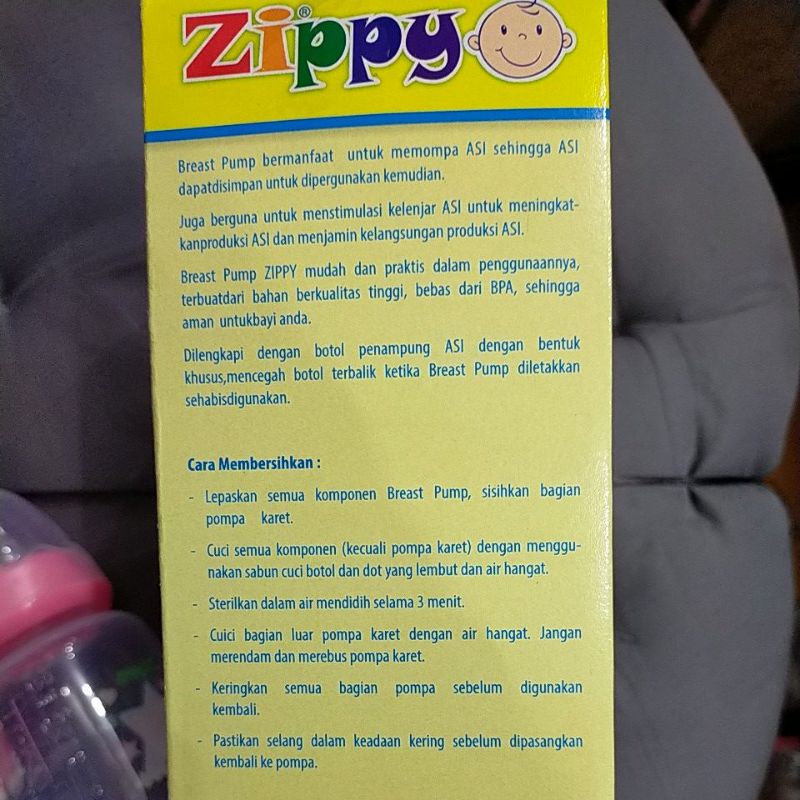 Zippy®
Breast Pump bermanfaat untuk memompa ASI sehingga ASI
dapatdisimpan untuk dipergunakan kemudian.
Juga berguna untuk menstimulasi kelenjar ASI untuk meningkat-
kanproduksi ASI dan menjamin kelangsungan produksi ASI.
Breast Pump ZIPPY mudah dan praktis dalam penggunaannya,
terbuatdari bahan berkualitas tinggi, bebas dari BPA, sehingga
aman untukbayi anda.
Dilengkapi dengan botol penampung ASI dengan bentuk
khusus,mencegah botol terbalik ketika Breast Pump diletakkan
sehabisdigunakan.
Cara Membersihkan :
- Lepaskan semua komponen Breast Pump, sisihkan bagian
pompa karet.
- Cuci semua komponen (kecuali pompa karet) dengan menggu-
nakan sabun cuci botol dan dot yang lembut dan air hangat.
- Sterilkan dalam air mendidih selama 3 menit.
- Cuici bagian luar pompa karet dengan air hangat. Jangan
merendam dan merebus pompa karet.
- Keringkan semua bagian pompa sebelum digunakan
kembali.
- Pastikan selang dalam keadaan kering sebelum dipasangkan
kembali ke pompa.